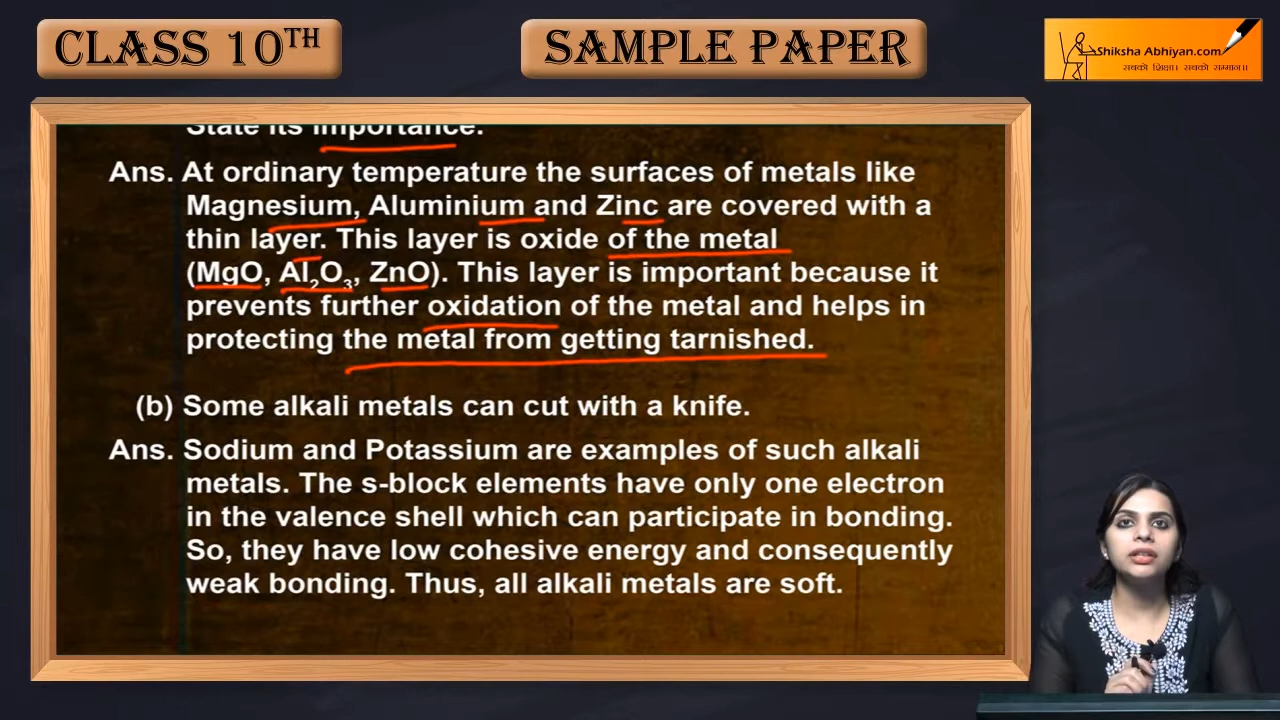 CLASS 10TH
SAMPLE PAPER
Shiksha Abhiyan.com
सबको शिक्षा। सबको सम्मान।।
State its importance.
Ans. At ordinary temperature the surfaces of metals like
Magnesium, Aluminium and Zinc are covered with a
thin layer. This layer is oxide of the metal
(MgO, Al₂O₃, ZnO). This layer is important because it
prevents further oxidation of the metal and helps in
protecting the metal from getting tarnished.
(b) Some alkali metals can cut with a knife.
Ans. Sodium and Potassium are examples of such alkali
metals. The s-block elements have only one electron
in the valence shell which can participate in bonding.
So, they have low cohesive energy and consequently
weak bonding. Thus, all alkali metals are soft.